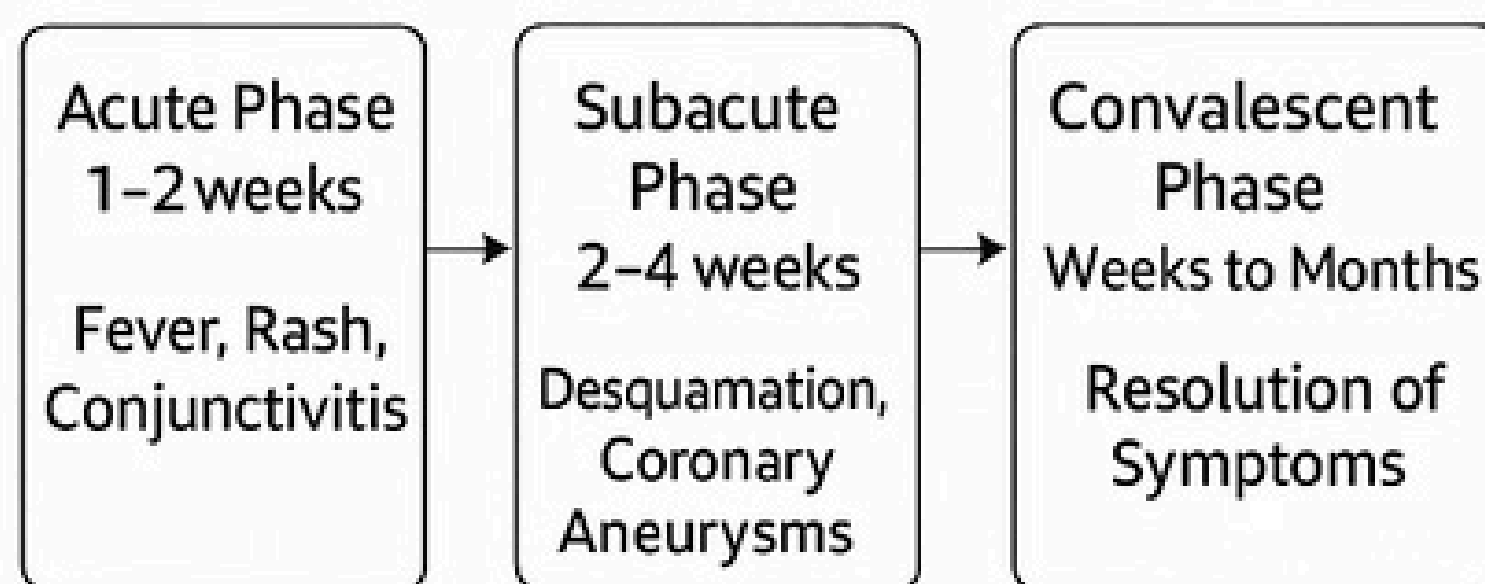 Acute Phase
1–2 weeks
Fever, Rash,
Conjunctivitis
Subacute
Phase
2–4 weeks
Desquamation,
Coronary
Aneurysms
Convalescent
Phase
Weeks to Months
Resolution of
Symptoms